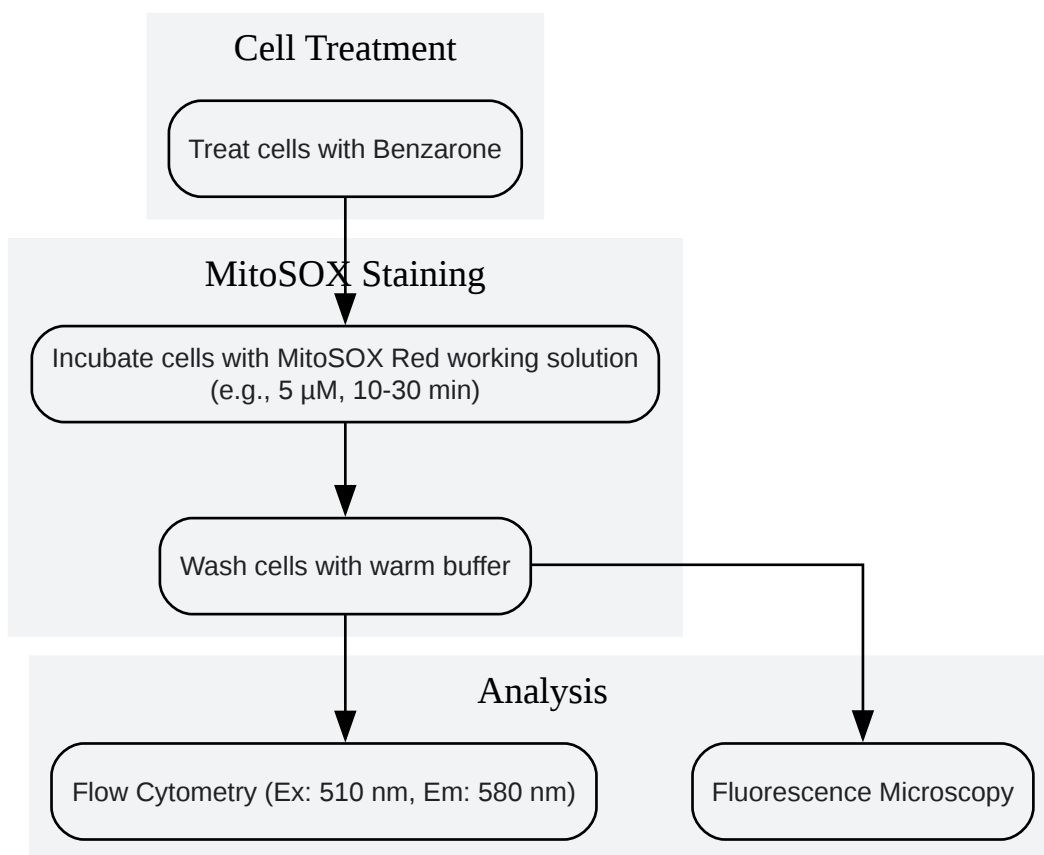 Cell Treatment
Treat cells with Benzarone
MitoSOX Staining
Incubate cells with MitoSOX Red working solution
(e.g., 5 µM, 10-30 min)
Wash cells with warm buffer
Analysis
Flow Cytometry (Ex: 510 nm, Em: 580 nm)
Fluorescence Microscopy